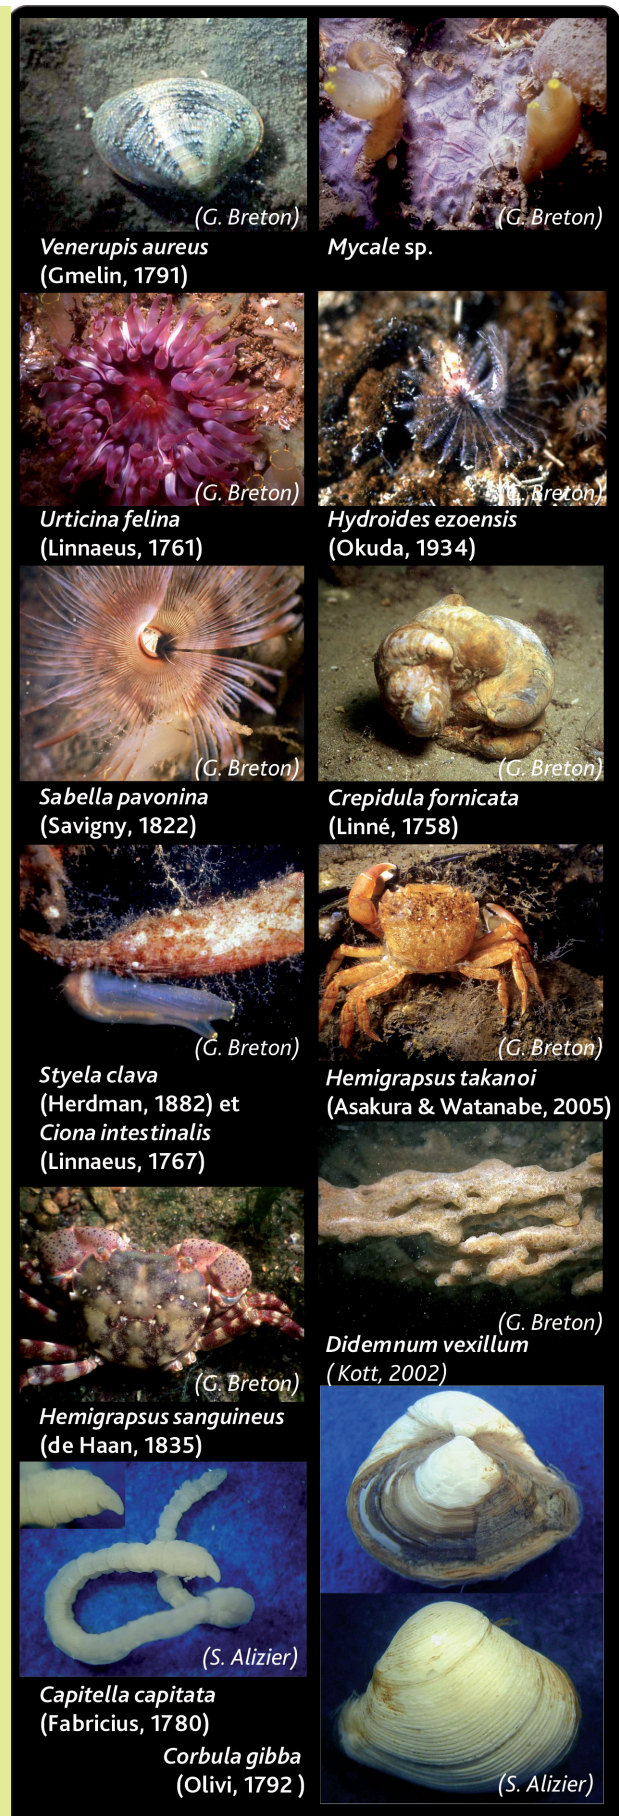 (G. Breton)
Venerupis aureus
(Gmelin, 1791)
(G. Breton)
Mycale sp.
(G. Breton)
Urticina felina
(Linnaeus, 1761)
(G. Breton)
Hydroides ezoensis
(Okuda, 1934)
(G. Breton)
Sabella pavonina
(Savigny, 1822)
(G. Breton)
Crepidula fornicata
(Linné, 1758)
(G. Breton)
Styela clava
(Herdman, 1882) et
Ciona intestinalis
(Linnaeus, 1767)
(G. Breton)
Hemigrapsus takanoi
(Asakura & Watanabe, 2005)
(G. Breton)
Didemnum vexillum
( Kott, 2002)
(G. Breton)
Hemigrapsus sanguineus
(de Haan, 1835)
(S. Alizier)
Capitella capitata
(Fabricius, 1780)
Corbula gibba
(Olivi, 1792 )
(S. Alizier)